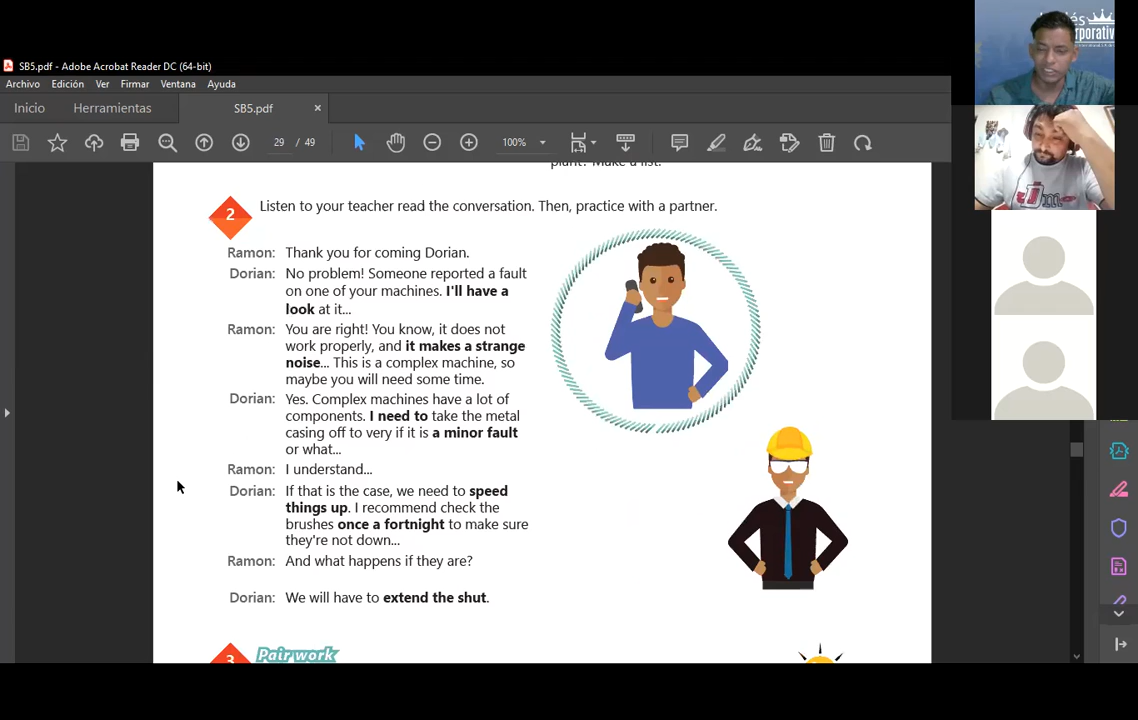 SB5.pdf - Adobe Acrobat Reader DC (64-bit)
Archivo Edición Ver Firmar Ventana Ayuda
Inicio Herramientas SB5.pdf ×
29 / 49 100%
plant? Make a list.
2 Listen to your teacher read the conversation. Then, practice with a partner.
Ramon: Thank you for coming Dorian.
Dorian: No problem! Someone reported a fault
on one of your machines. I'll have a
look at it...
Ramon: You are right! You know, it does not
work properly, and it makes a strange
noise... This is a complex machine, so
maybe you will need some time.
Dorian: Yes. Complex machines have a lot of
components. I need to take the metal
casing off to very if it is a minor fault
or what...
Ramon: I understand...
Dorian: If that is the case, we need to speed
things up. I recommend check the
brushes once a fortnight to make sure
they're not down...
Ramon: And what happens if they are?
Dorian: We will have to extend the shut.
3 Pair work